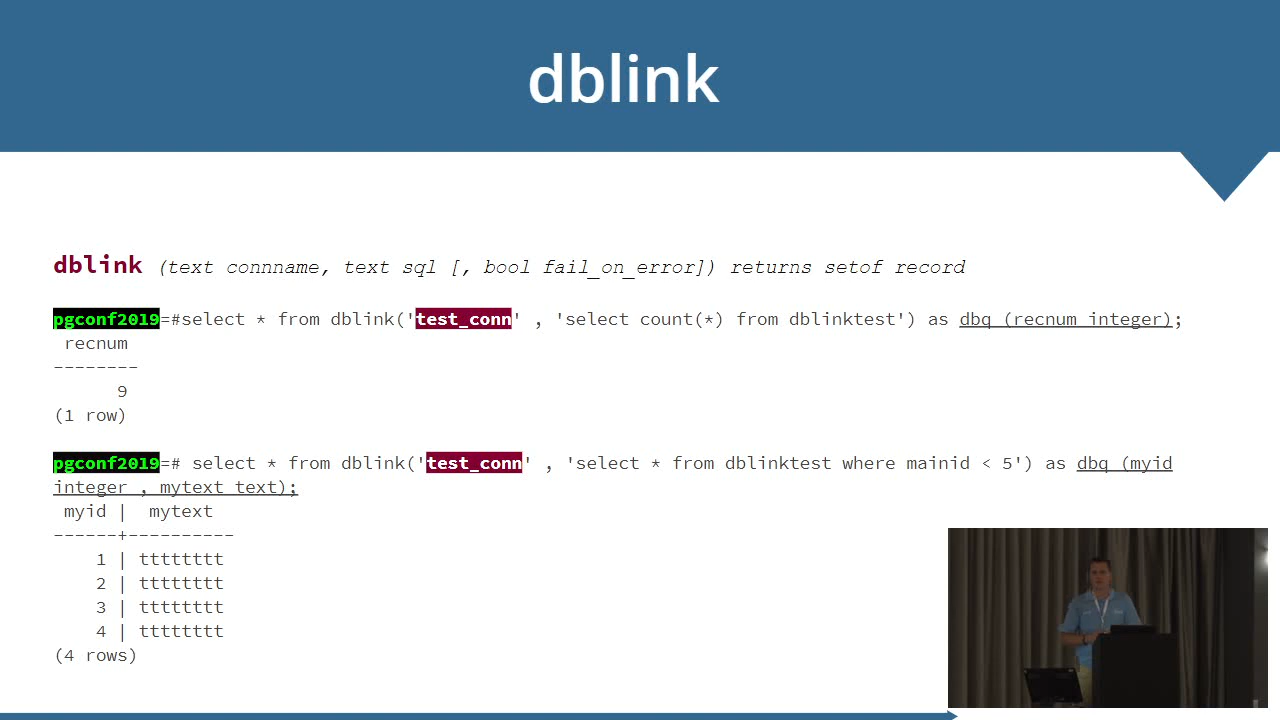 dblink
dblink (text connname, text sql [, bool fail_on_error]) returns setof record
pgconf2019=#select * from dblink('test_conn' , 'select count(*) from dblinktest') as dbq (recnum integer);
recnum
--------
9
(1 row)
pgconf2019=# select * from dblink('test_conn' , 'select * from dblinktest where mainid < 5') as dbq (myid
integer , mytext text);
myid | mytext
------+----------
1 | tttttttt
2 | tttttttt
3 | tttttttt
4 | tttttttt
(4 rows)